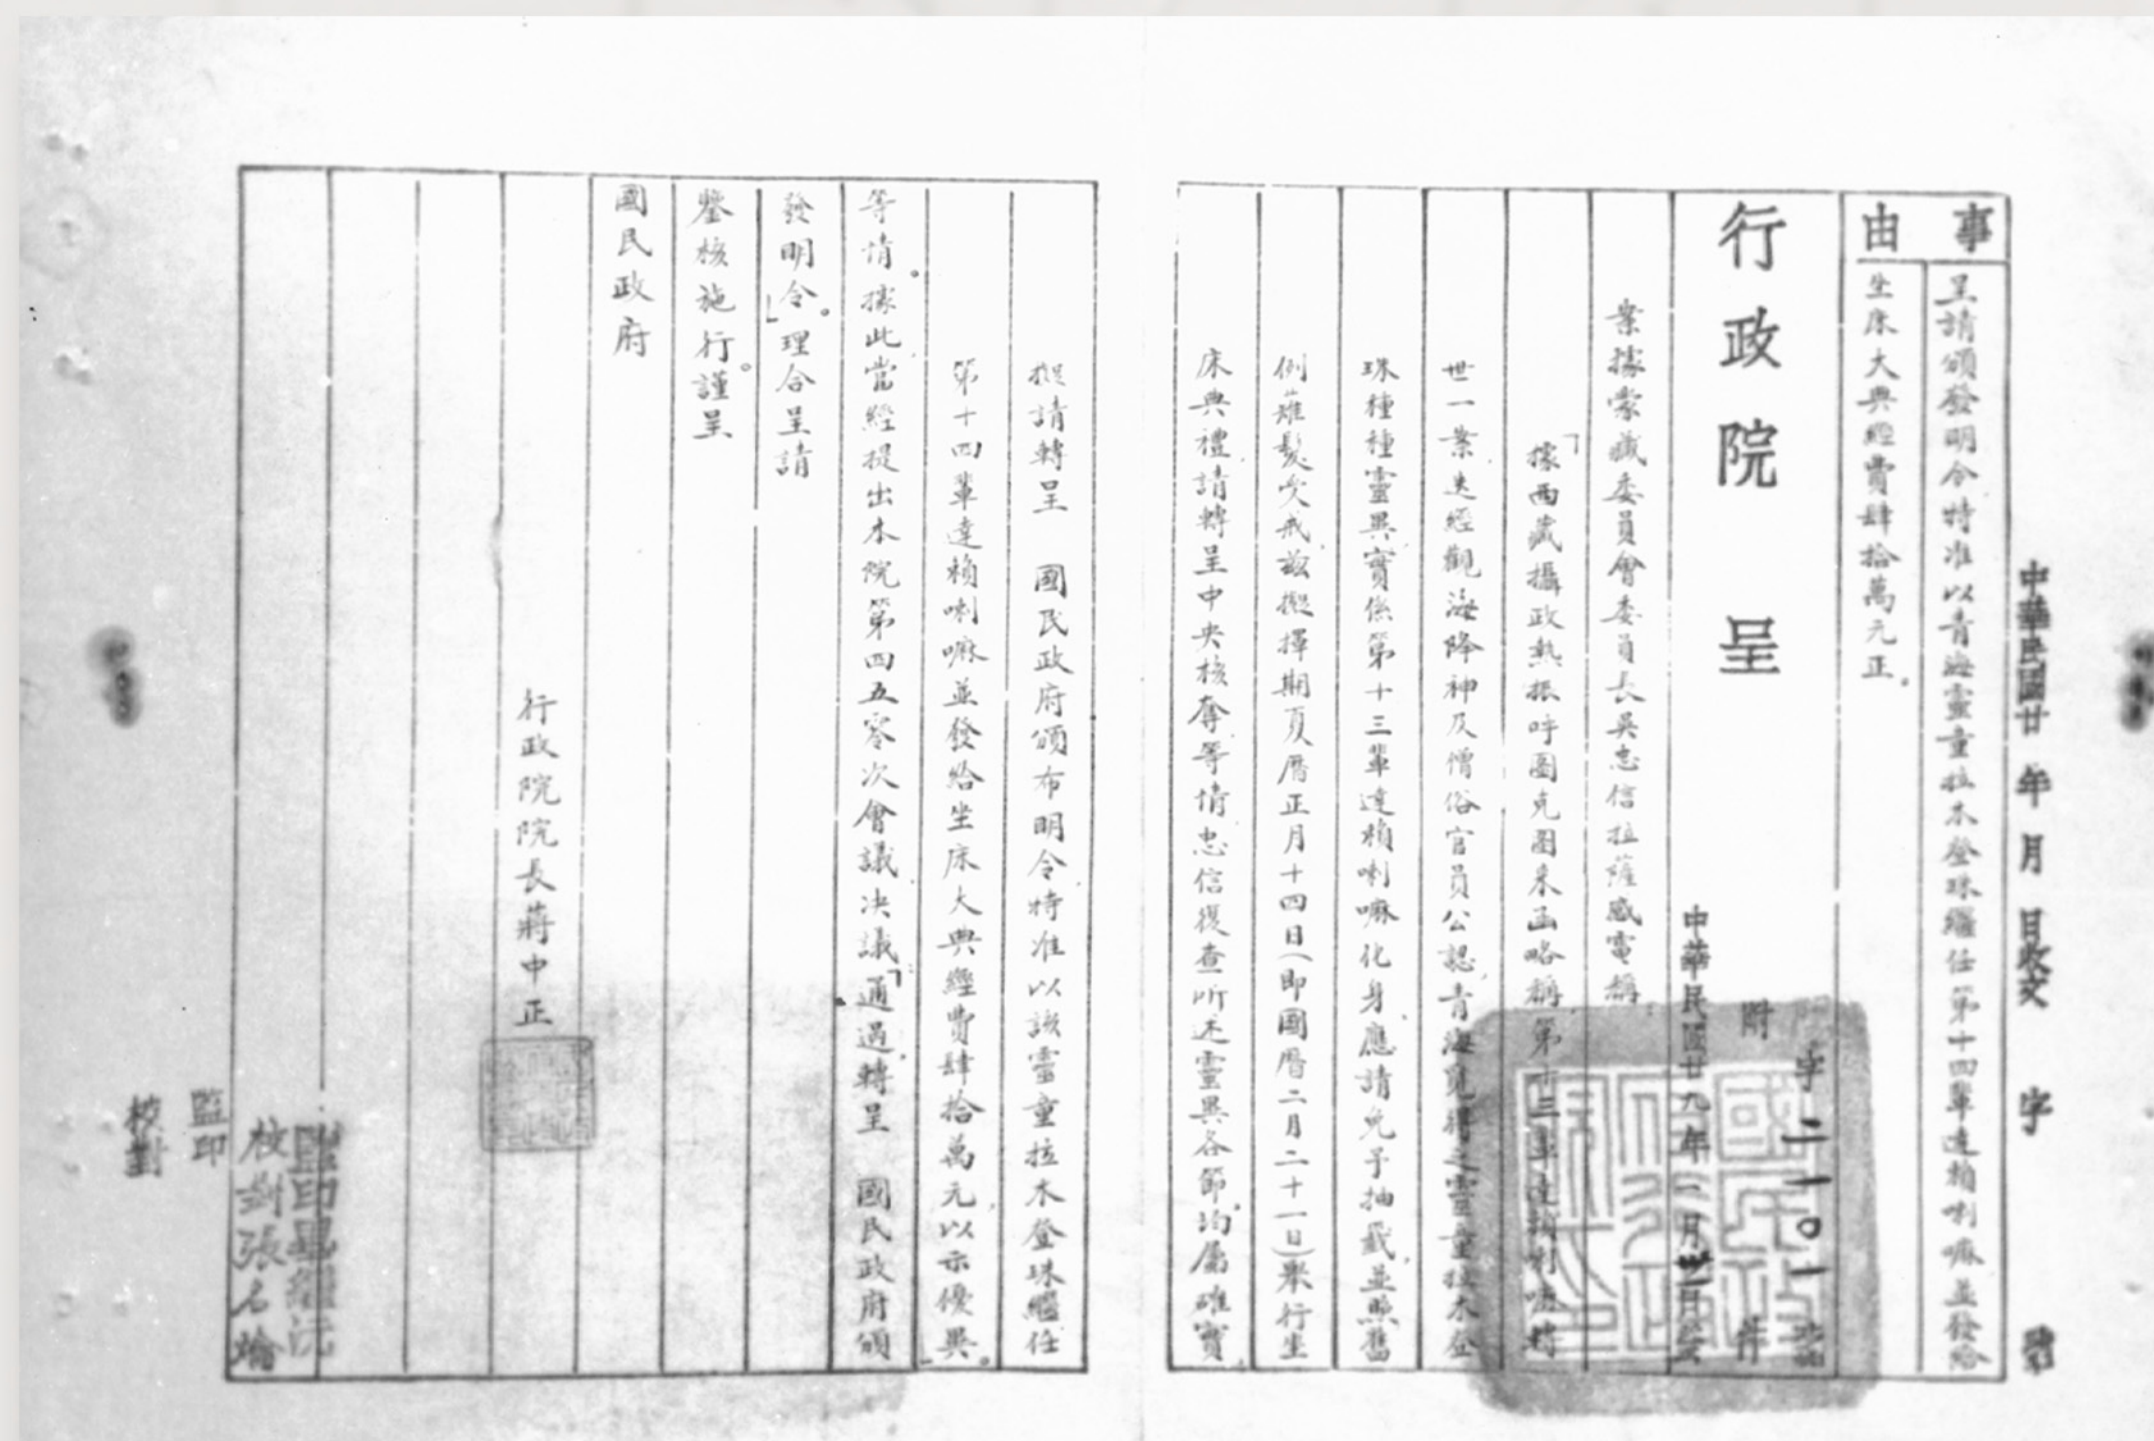 中華民國廿 年 月 日收文 字 號
事由
呈請頒發明令特准以青海靈童拉木登珠繼任第十四輩達賴喇嘛並發給
坐床大典經費肆拾萬元正。
行政院 呈
附 件
字二一〇一號
中華民國廿九年一月卅一日發
案據蒙藏委員會委員長吳忠信拉薩感電稱
「據西藏攝政熱振呼圖克圖來函略稱第十三輩達賴喇嘛轉
世一案迭經觀海降神及僧俗官員公認青海覓得之靈童拉木登
珠種種靈異實係第十三輩達賴喇嘛化身應請免予抽籤並照舊
例薙髮受戒茲擬擇期夏曆正月十四日(即國曆二月二十一日)舉行坐
床典禮請轉呈中央核奪等情忠信復查所述靈異各節均屬確實
擬請轉呈 國民政府頒布明令特准以該靈童拉木登珠繼任
第十四輩達賴喇嘛並發給坐床大典經費肆拾萬元以示優異。」
等情。據此當經提出本院第四五零次會議決議「通過轉呈 國民政府頒
發明令。」理合呈請
鑒核施行。謹呈
國民政府
行政院院長蔣中正
校對張名
監印
監印
校對